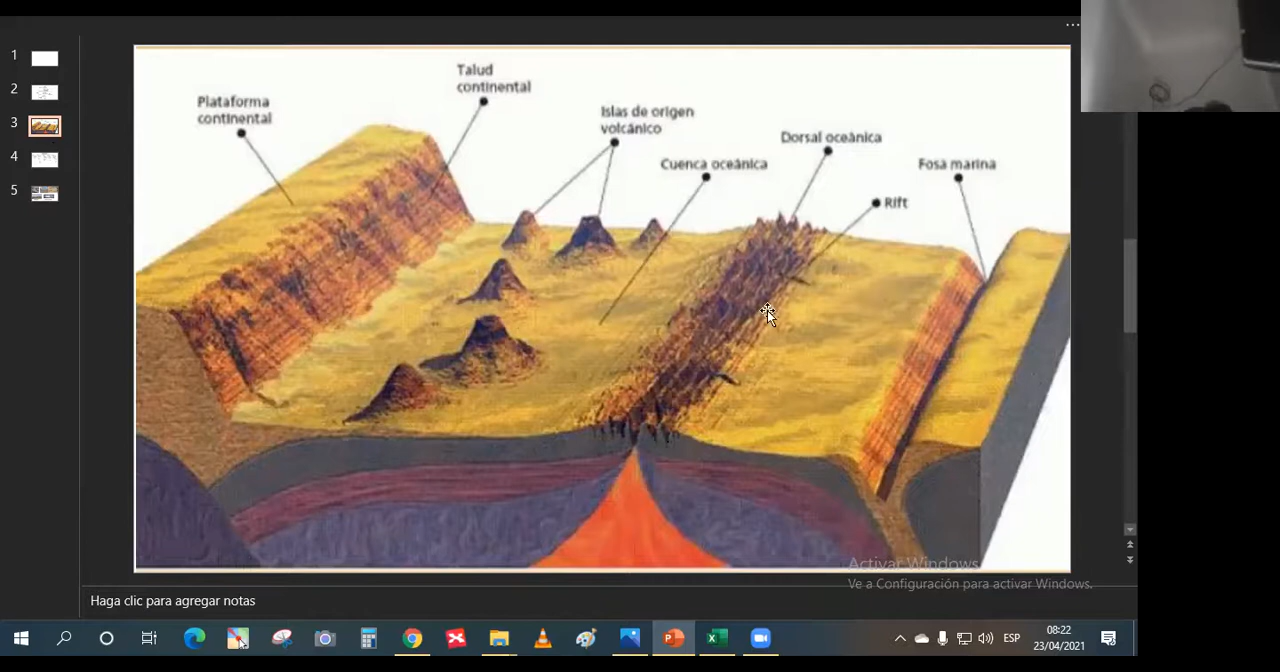 1
2
3
4
5
Plataforma
continental
Talud
continental
Islas de origen
volcánico
Cuenca oceánica
Dorsal oceánica
Rift
Fosa marina
Activar Windows
Ve a Configuración para activar Windows.
Haga clic para agregar notas
ESP
08:22
23/04/2021